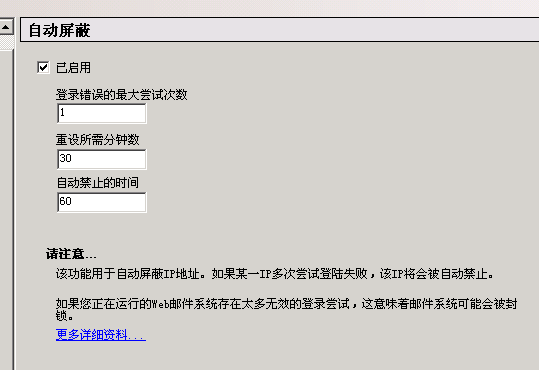 自动屏蔽
已启用
登录错误的最大尝试次数
1
重设所需分钟数
30
自动禁止的时间
60
请注意...
该功能用于自动屏蔽IP地址。如果某一IP多次尝试登陆失败，该IP将会被自动禁止。
如果您正在运行的Web邮件系统存在太多无效的登录尝试，这意味着邮件系统可能会被封
锁。
更多详细资料...